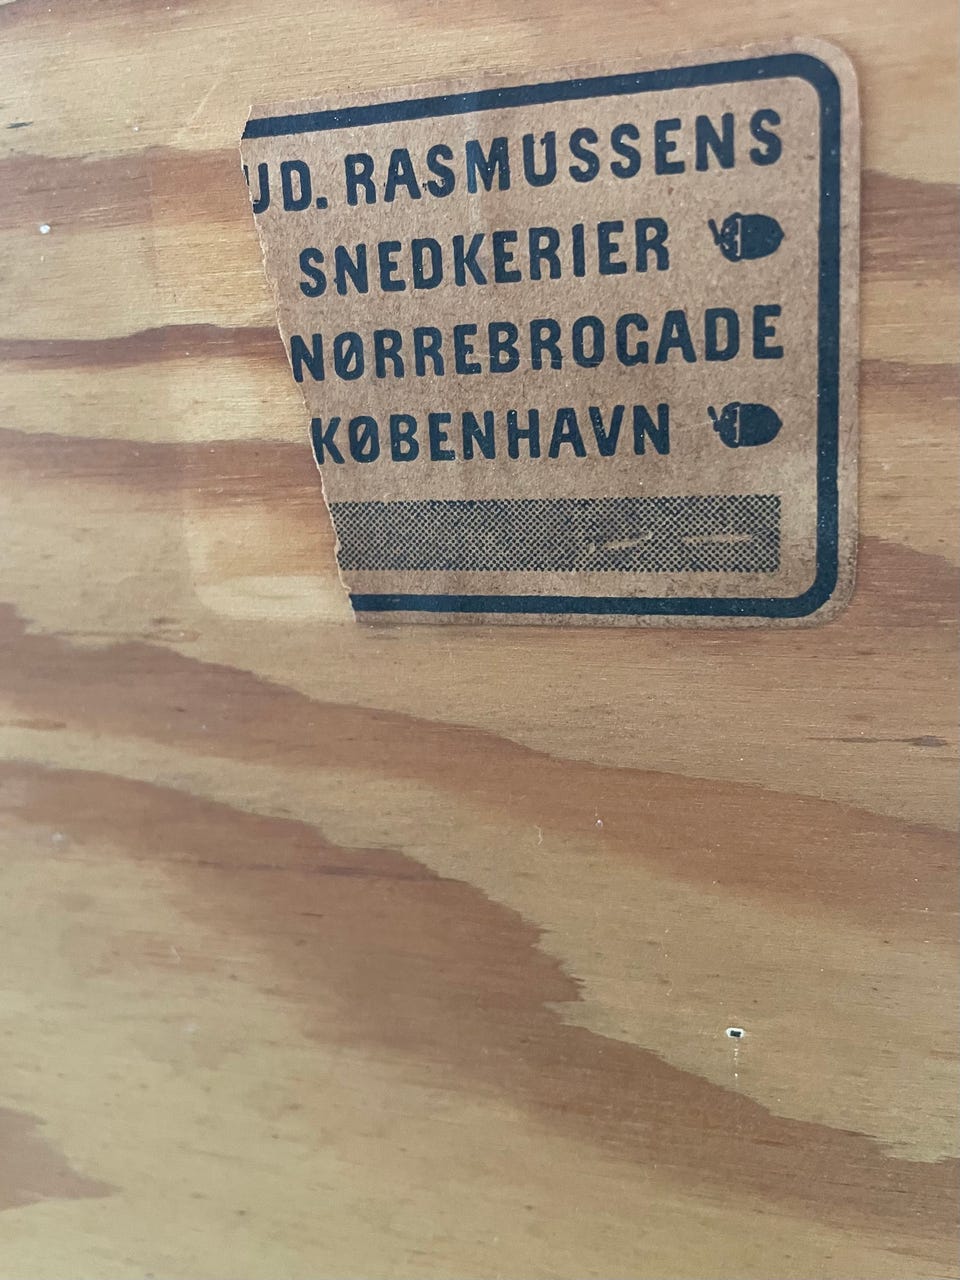 UD. RASMUSSENS
SNEDKERIER
NØRREBROGADE
KØBENHAVN